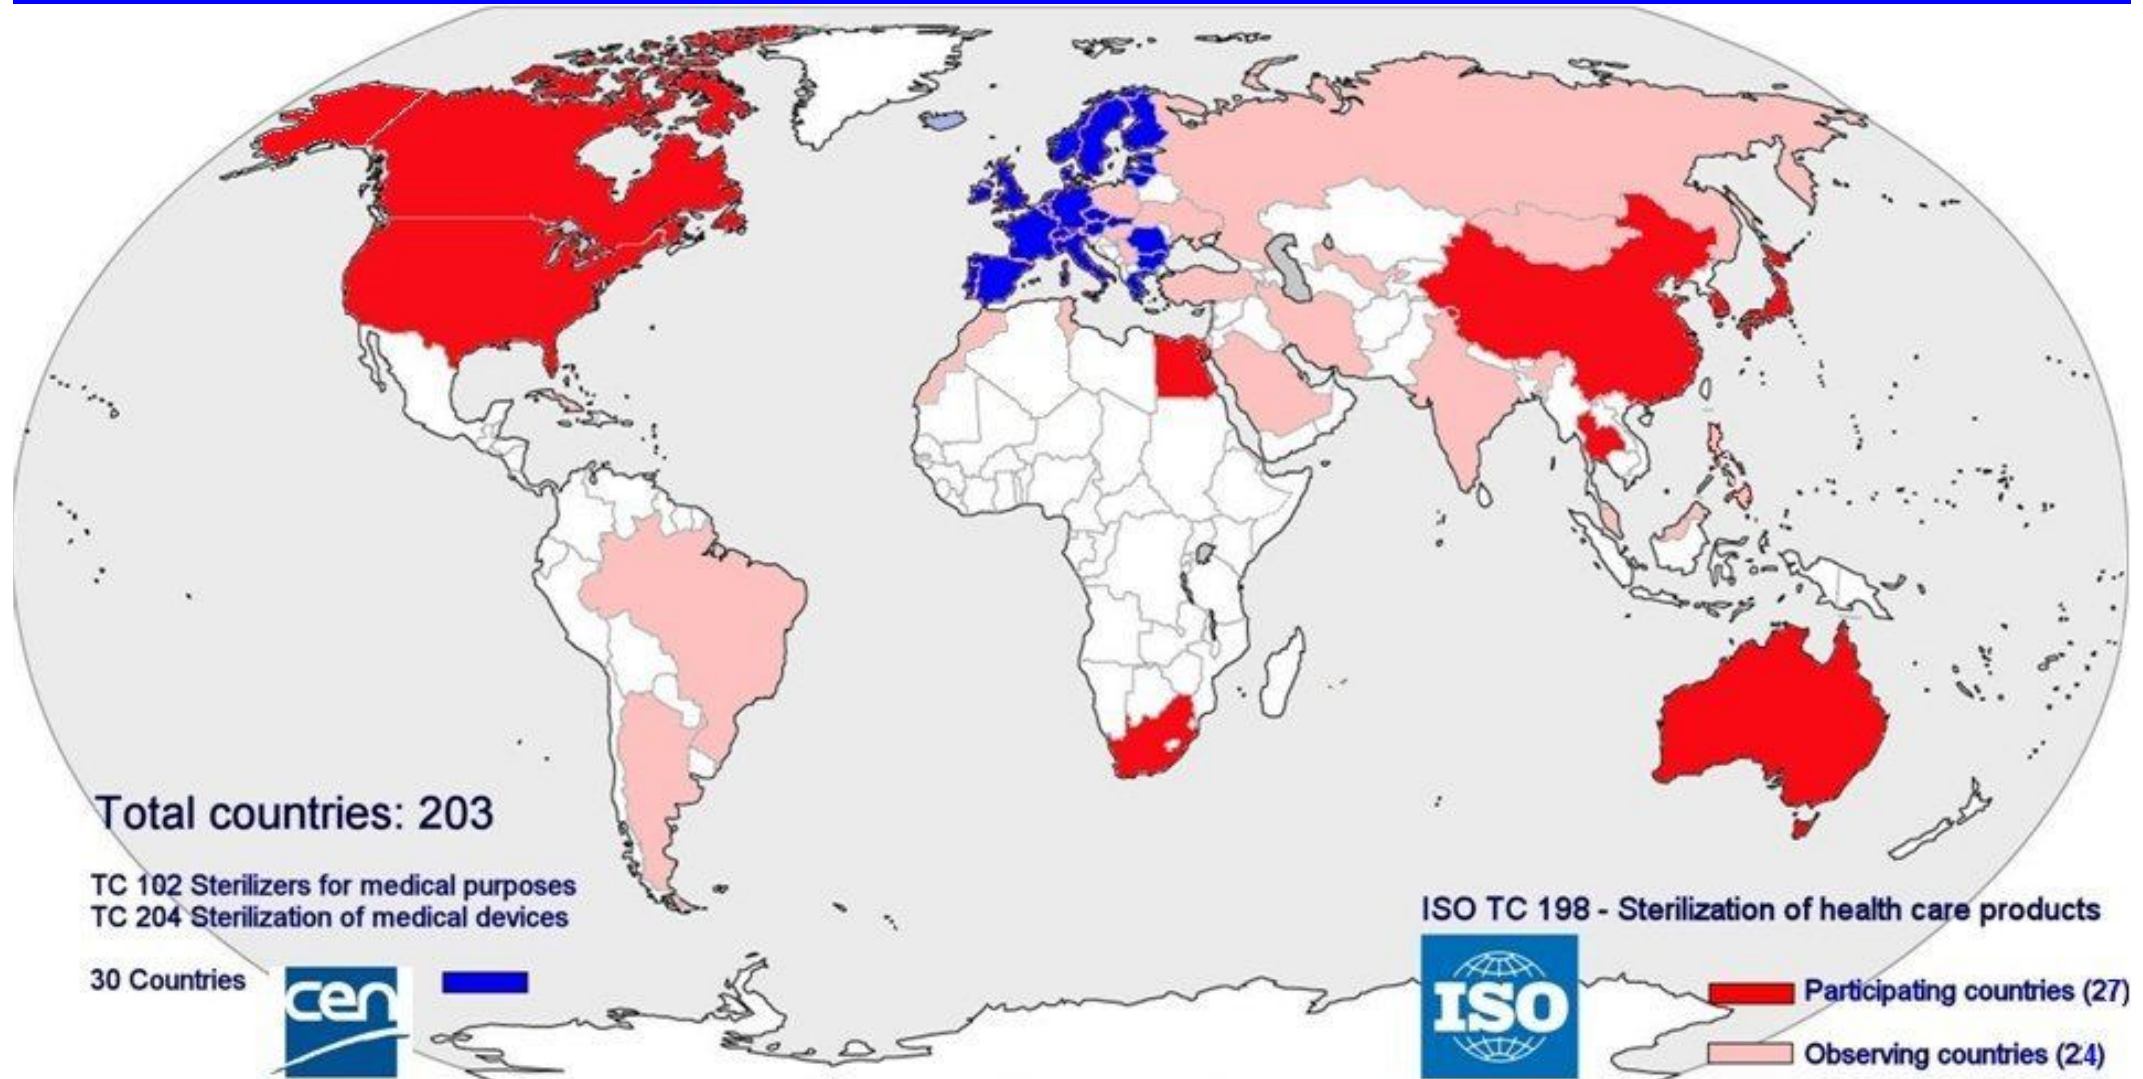 Total countries: 203
TC 102 Sterilizers for medical purposes
TC 204 Sterilization of medical devices
30 Countries
cen
ISO TC 198 - Sterilization of health care products
ISO
Participating countries (27)
Observing countries (24)